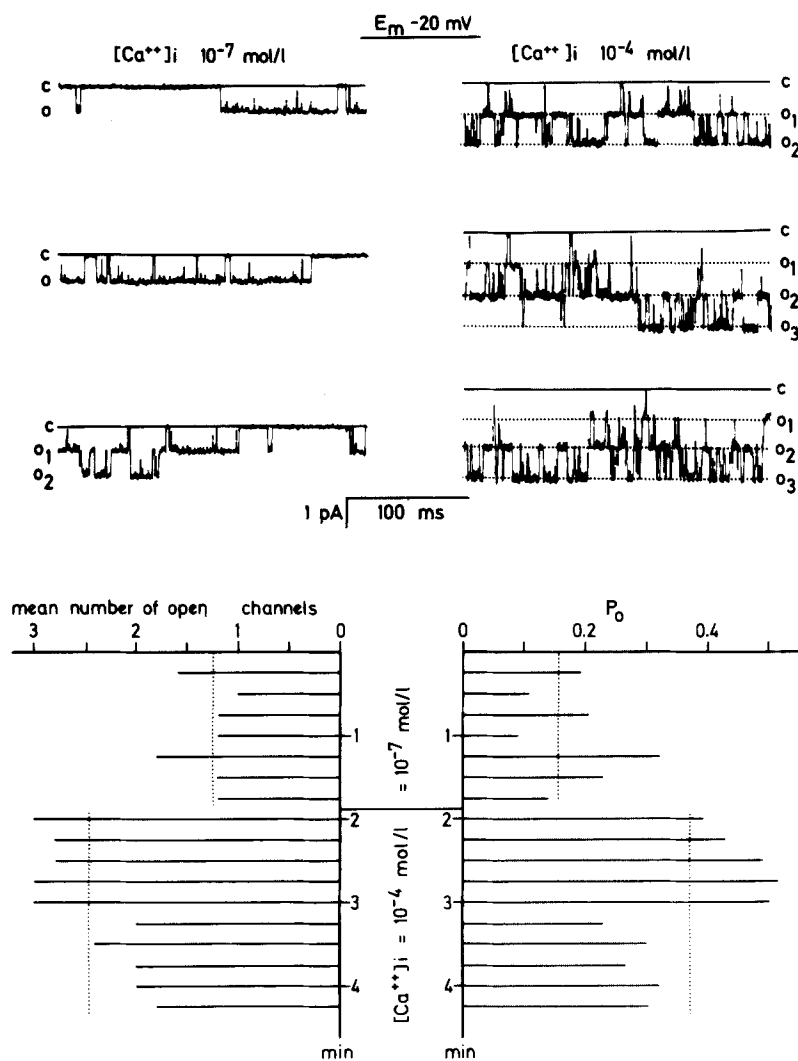 E_m -20 mV
[Ca⁺⁺]i 10⁻⁷ mol/l
[Ca⁺⁺]i 10⁻⁴ mol/l
c
o
c
o
c
o₁
o₂
c
o₁
o₂
c
o₁
o₂
o₃
c
o₁
o₂
o₃
1 pA 100 ms
mean number of open channels
3 2 1 0
P₀
0 0.2 0.4
1
2
3
4
min
[Ca⁺⁺]i = 10⁻⁴ mol/l = 10⁻⁷ mol/l
1
2
3
4
min